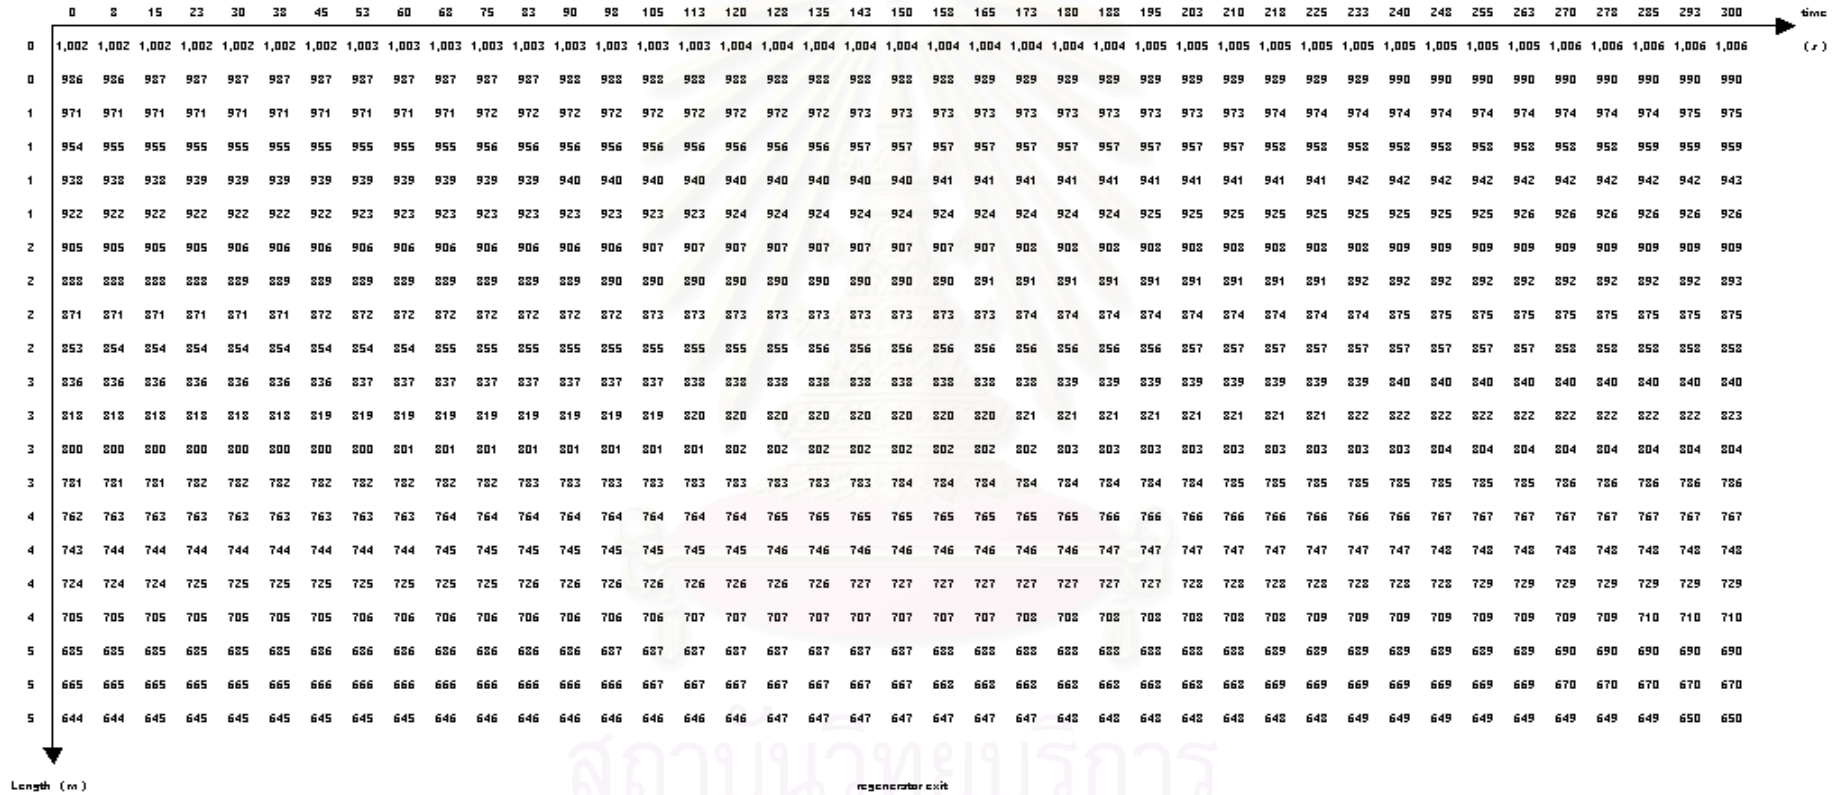 0 8 15 23 30 38 45 53 60 68 75 83 90 98 105 113 120 128 135 143 150 158 165 173 180 188 195 203 210 218 225 233 240 248 255 263 270 278 285 293 300 time
0 1,002 1,002 1,002 1,002 1,002 1,002 1,002 1,003 1,003 1,003 1,003 1,003 1,003 1,003 1,003 1,004 1,004 1,004 1,004 1,004 1,004 1,004 1,004 1,004 1,004 1,004 1,005 1,005 1,005 1,005 1,005 1,005 1,005 1,005 1,005 1,005 1,006 1,006 1,006 1,006 1,006 (s)
0 986 986 987 987 987 987 987 987 987 987 987 987 988 988 988 988 988 988 988 988 988 988 989 989 989 989 989 989 989 989 989 989 990 990 990 990 990 990 990 990 990
1 971 971 971 971 971 971 971 971 971 971 972 972 972 972 972 972 972 972 972 973 973 973 973 973 973 973 973 973 973 974 974 974 974 974 974 974 974 974 974 975 975
1 954 955 955 955 955 955 955 955 955 955 956 956 956 956 956 956 956 956 956 957 957 957 957 957 957 957 957 957 957 958 958 958 958 958 958 958 958 958 959 959 959
1 938 938 938 939 939 939 939 939 939 939 939 939 940 940 940 940 940 940 940 940 940 941 941 941 941 941 941 941 941 941 941 942 942 942 942 942 942 942 942 942 943
1 922 922 922 922 922 922 922 923 923 923 923 923 923 923 923 923 924 924 924 924 924 924 924 924 924 924 925 925 925 925 925 925 925 925 925 926 926 926 926 926 926
2 905 905 905 905 906 906 906 906 906 906 906 906 906 906 907 907 907 907 907 907 907 907 907 908 908 908 908 908 908 908 908 908 909 909 909 909 909 909 909 909 909
2 888 888 888 888 889 889 889 889 889 889 889 889 889 890 890 890 890 890 890 890 890 890 891 891 891 891 891 891 891 891 891 892 892 892 892 892 892 892 892 892 893
2 871 871 871 871 871 871 872 872 872 872 872 872 872 872 873 873 873 873 873 873 873 873 873 874 874 874 874 874 874 874 874 874 875 875 875 875 875 875 875 875 875
2 853 854 854 854 854 854 854 854 854 855 855 855 855 855 855 855 855 855 856 856 856 856 856 856 856 856 856 857 857 857 857 857 857 857 857 857 858 858 858 858 858
3 836 836 836 836 836 836 836 837 837 837 837 837 837 837 837 838 838 838 838 838 838 838 838 838 839 839 839 839 839 839 839 839 840 840 840 840 840 840 840 840 840
3 818 818 818 818 818 818 819 819 819 819 819 819 819 819 819 820 820 820 820 820 820 820 820 821 821 821 821 821 821 821 821 822 822 822 822 822 822 822 822 822 823
3 800 800 800 800 800 800 800 800 801 801 801 801 801 801 801 801 802 802 802 802 802 802 802 802 803 803 803 803 803 803 803 803 804 804 804 804 804 804 804 804 804
3 781 781 781 782 782 782 782 782 782 782 782 783 783 783 783 783 783 783 783 783 784 784 784 784 784 784 784 784 785 785 785 785 785 785 785 785 786 786 786 786 786
4 762 763 763 763 763 763 763 763 763 764 764 764 764 764 764 764 764 765 765 765 765 765 765 765 765 766 766 766 766 766 766 766 766 767 767 767 767 767 767 767 767
4 743 744 744 744 744 744 744 744 744 745 745 745 745 745 745 745 745 746 746 746 746 746 746 746 746 747 747 747 747 747 747 747 747 748 748 748 748 748 748 748 748
4 724 724 724 725 725 725 725 725 725 725 725 726 726 726 726 726 726 726 726 727 727 727 727 727 727 727 727 728 728 728 728 728 728 728 729 729 729 729 729 729 729
4 705 705 705 705 705 705 705 706 706 706 706 706 706 706 706 707 707 707 707 707 707 707 707 708 708 708 708 708 708 708 709 709 709 709 709 709 709 709 710 710 710
5 685 685 685 685 685 685 686 686 686 686 686 686 686 687 687 687 687 687 687 687 687 688 688 688 688 688 688 688 688 689 689 689 689 689 689 689 690 690 690 690 690
5 665 665 665 665 665 665 666 666 666 666 666 666 666 666 667 667 667 667 667 667 667 668 668 668 668 668 668 668 668 669 669 669 669 669 669 669 670 670 670 670 670
5 644 644 645 645 645 645 645 645 645 646 646 646 646 646 646 646 646 647 647 647 647 647 647 647 648 648 648 648 648 648 648 649 649 649 649 649 649 649 649 650 650
สถาบันวิทยบริการ
Length (m) regenerator exit